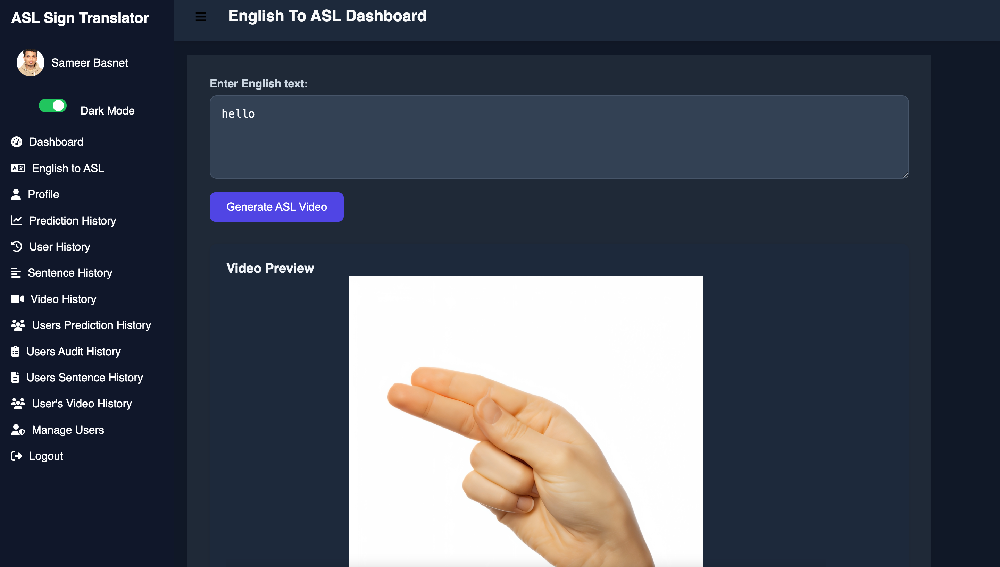 ASL Sign Translator
English To ASL Dashboard
Sameer Basnet
Dark Mode
Dashboard
English to ASL
Profile
Prediction History
User History
Sentence History
Video History
Users Prediction History
Users Audit History
Users Sentence History
User's Video History
Manage Users
Logout
Enter English text:
hello
Generate ASL Video
Video Preview